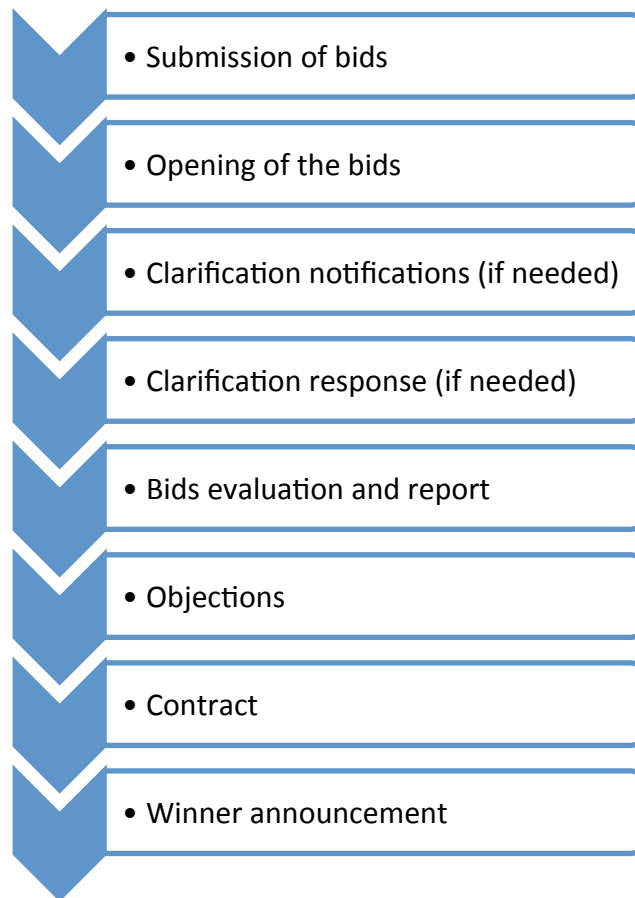 • Submission of bids
• Opening of the bids
• Clarification notifications (if needed)
• Clarification response (if needed)
• Bids evaluation and report
• Objections
• Contract
• Winner announcement